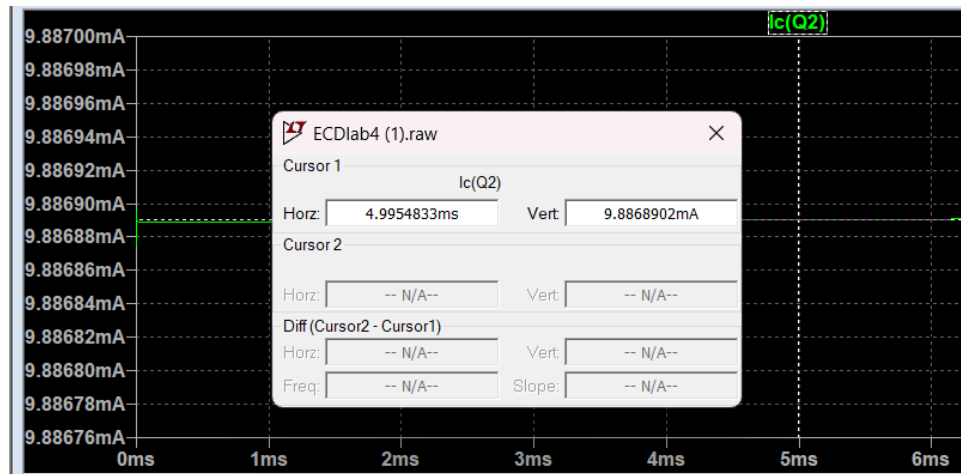 Ic(Q2)
9.88700mA
9.88698mA
9.88696mA
9.88694mA
9.88692mA
9.88690mA
9.88688mA
9.88686mA
9.88684mA
9.88682mA
9.88680mA
9.88678mA
9.88676mA
ECDlab4 (1).raw
Cursor 1
Ic(Q2)
Horz: 4.9954833ms Vert: 9.8868902mA
Cursor 2
Horz: -- N/A-- Vert: -- N/A--
Diff (Cursor2 - Cursor1)
Horz: -- N/A-- Vert: -- N/A--
Freq: -- N/A-- Slope: -- N/A--
0ms 1ms 2ms 3ms 4ms 5ms 6ms